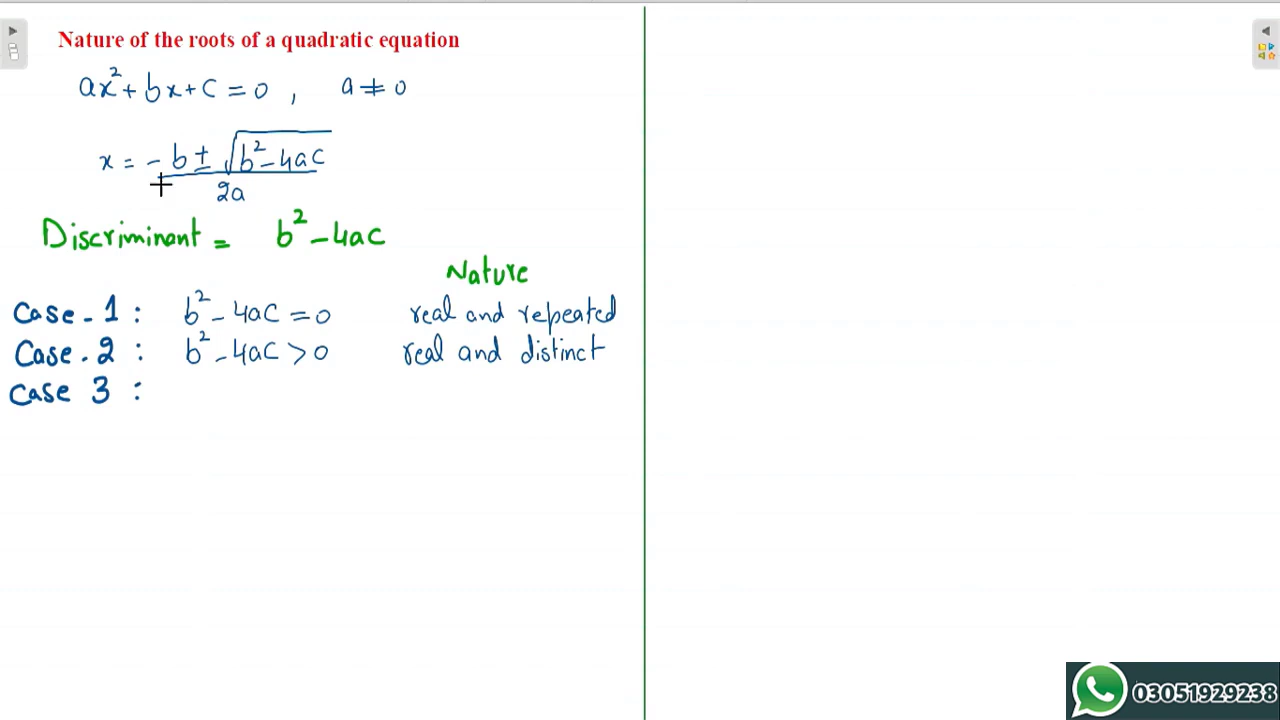 Nature of the roots of a quadratic equation
ax² + bx + c = 0 , a ≠ 0
x = -b ± √(b² - 4ac) / 2a
Discriminant = b² - 4ac
Nature
Case - 1 : b² - 4ac = 0 real and repeated
Case - 2 : b² - 4ac > 0 real and distinct
Case 3 :
03051929238